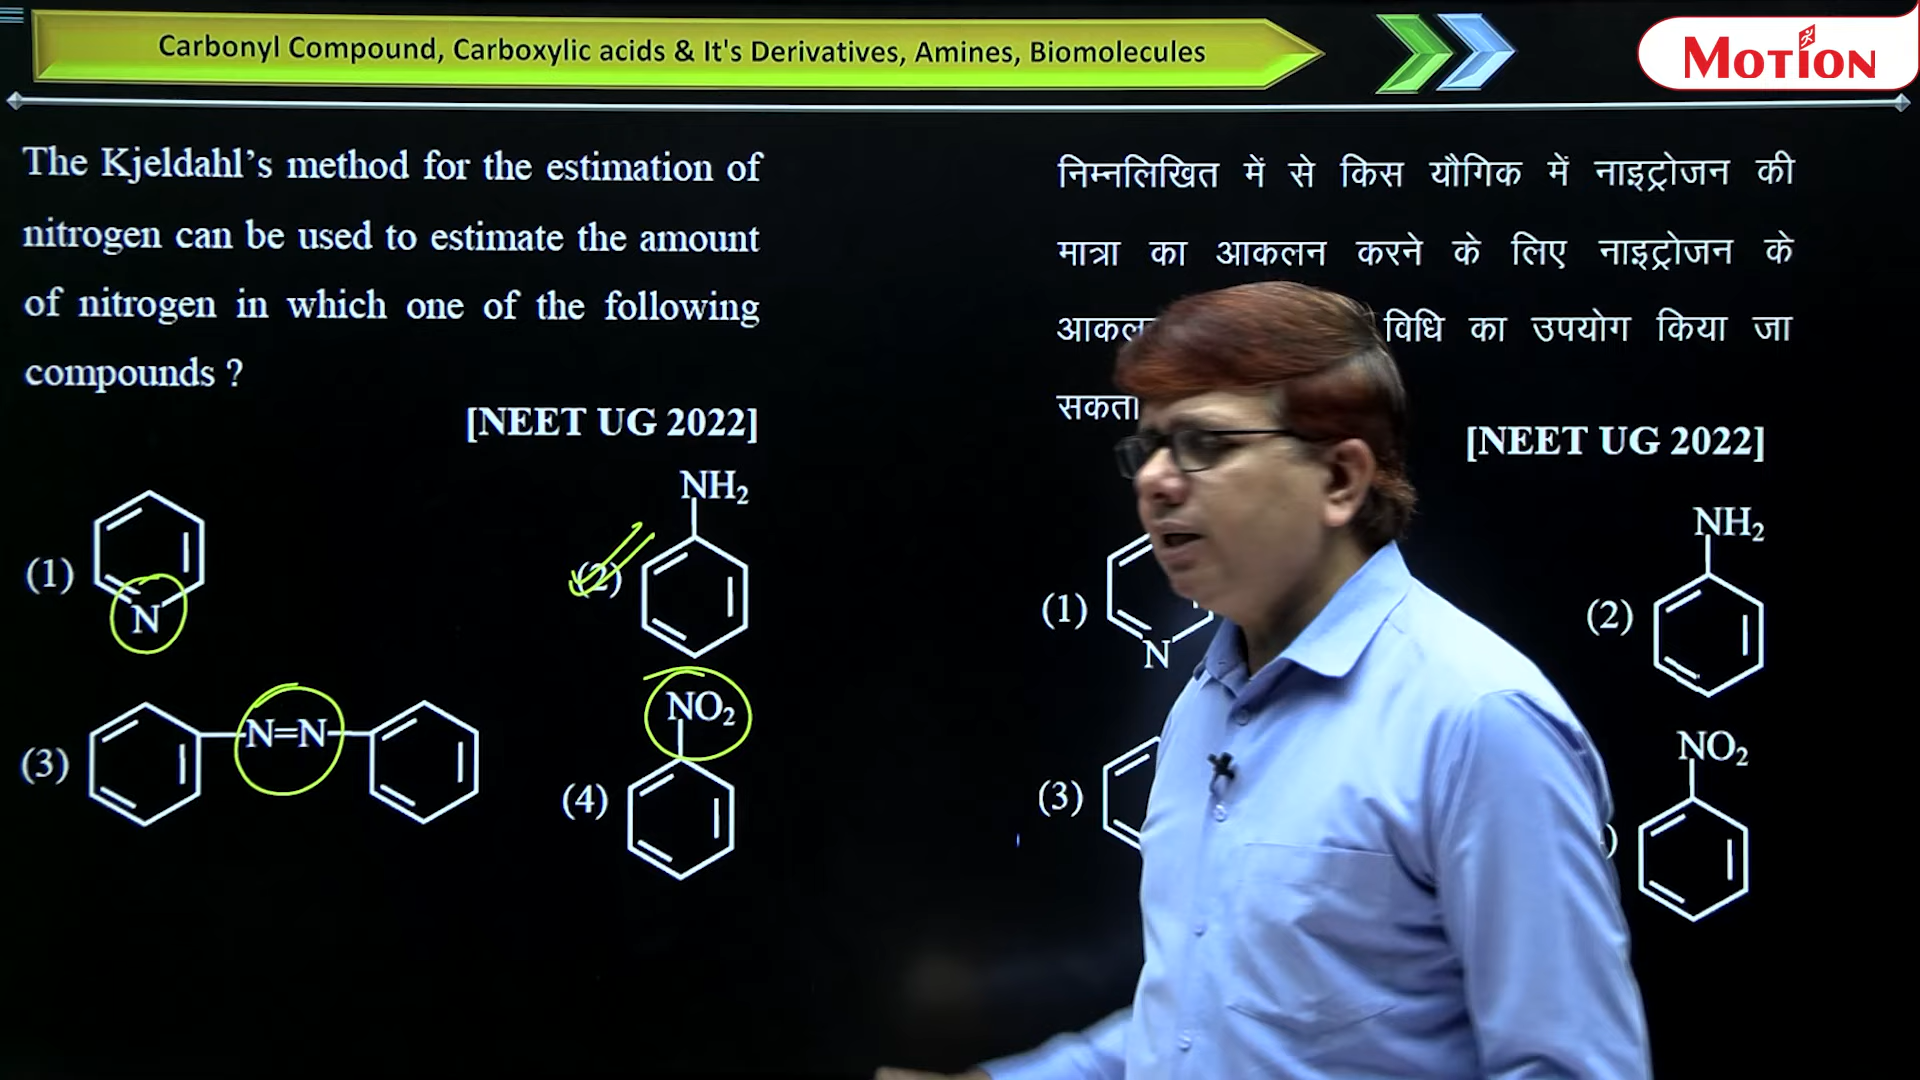 Carbonyl Compound, Carboxylic acids & It's Derivatives, Amines, Biomolecules
MOTION
The Kjeldahl's method for the estimation of
nitrogen can be used to estimate the amount
of nitrogen in which one of the following
compounds ?
[NEET UG 2022]
(1)
N
(2)
NH₂
(3)
N=N
(4)
NO₂
निम्नलिखित में से किस यौगिक में नाइट्रोजन की
मात्रा का आकलन करने के लिए नाइट्रोजन के
विधि का उपयोग किया जा
[NEET UG 2022]
(1)
N
(2)
NH₂
(3)
NO₂